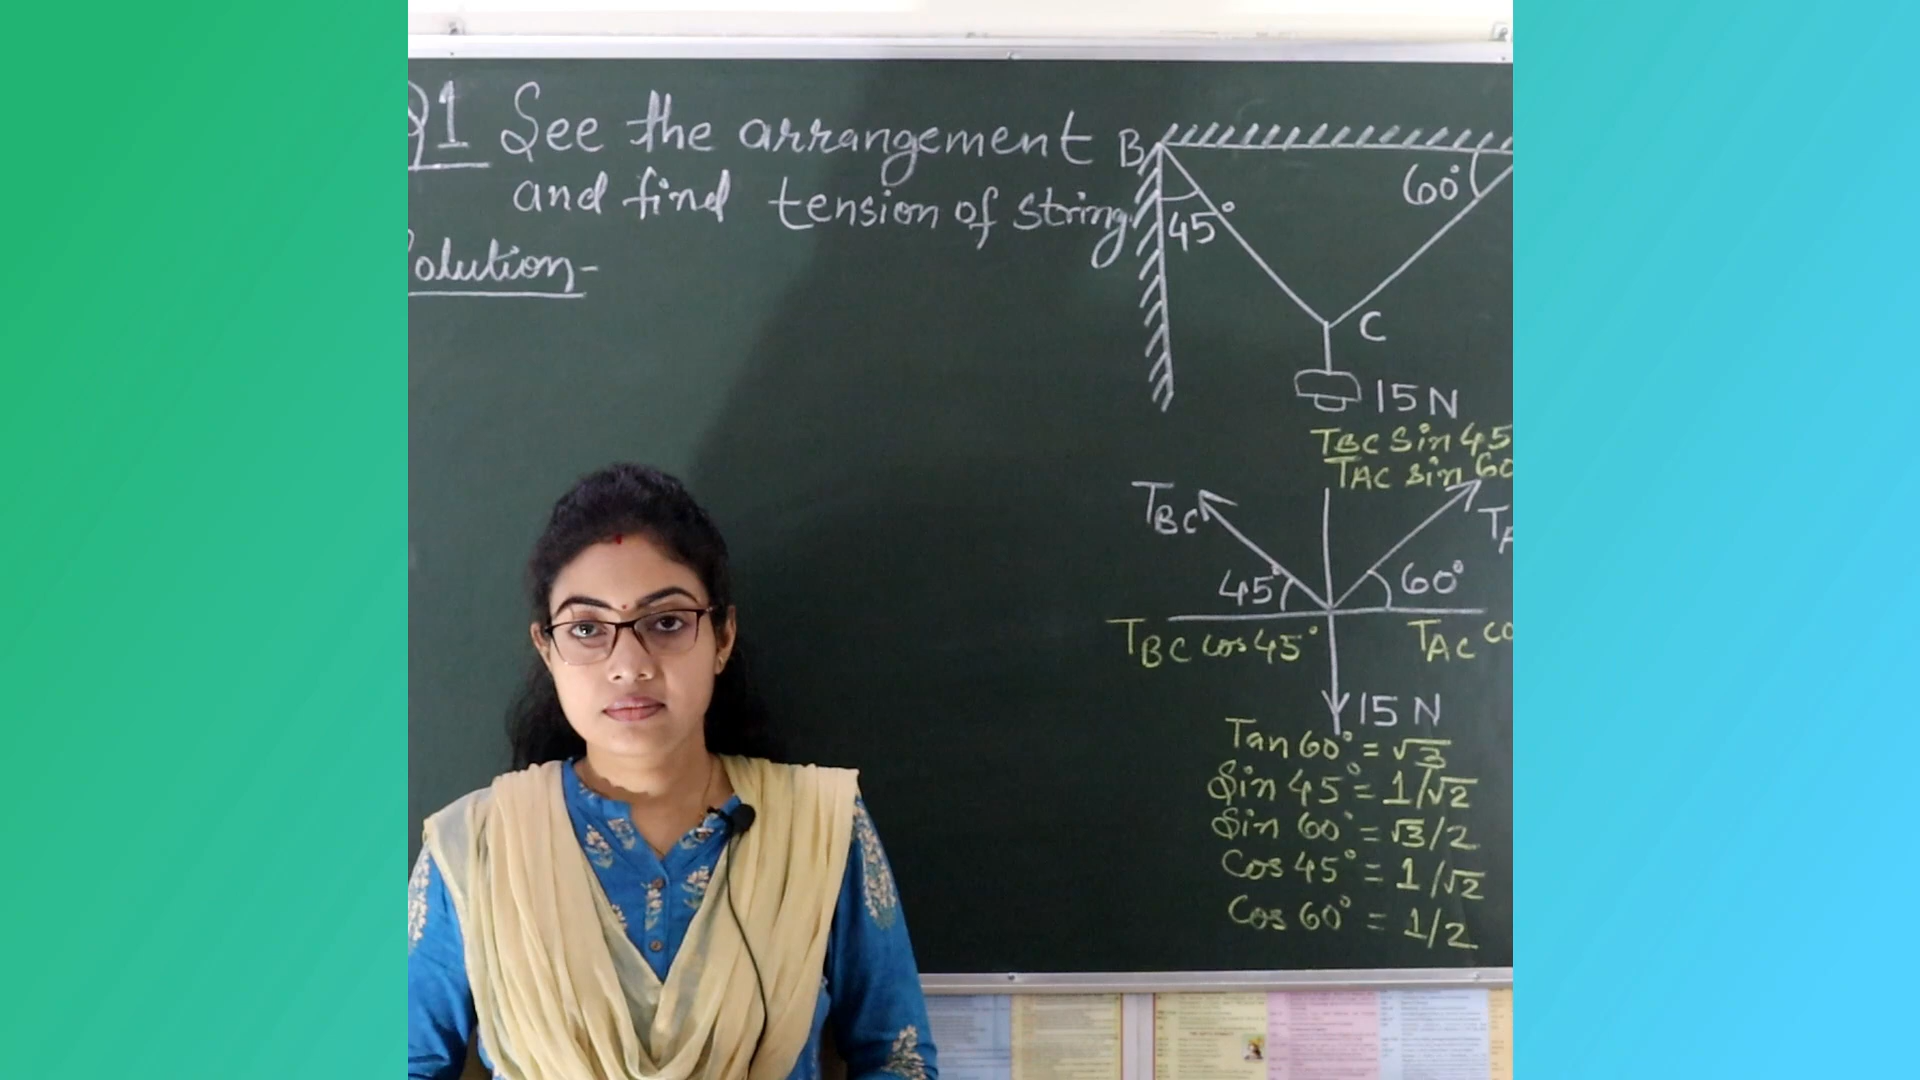 Q1 See the arrangement
and find tension of string.
Solution-
B
60°
45°
C
15 N
TBC Sin 45
TAC sin 60
TBC
TA
45°
60°
TBC cos 45°
TAC co
15 N
Tan 60° = √3
Sin 45° = 1/√2
Sin 60° = √3/2
Cos 45° = 1/√2
Cos 60° = 1/2